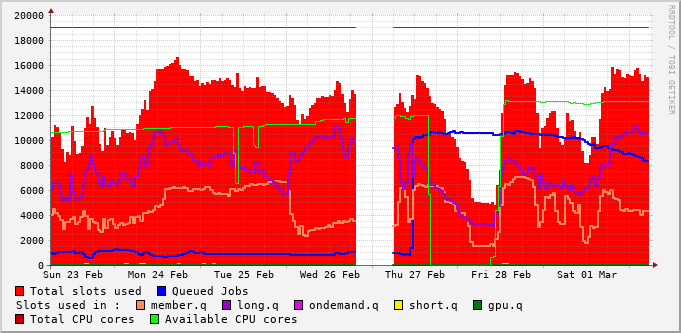 20000
18000
16000
14000
12000
10000
8000
6000
4000
2000
0
Sun 23 Feb Mon 24 Feb Tue 25 Feb Wed 26 Feb Thu 27 Feb Fri 28 Feb Sat 01 Mar
Total slots used Queued Jobs
Slots used in : member.q long.q ondemand.q short.q gpu.q
Total CPU cores Available CPU cores
RRDTOOL / TOBI OETIKER